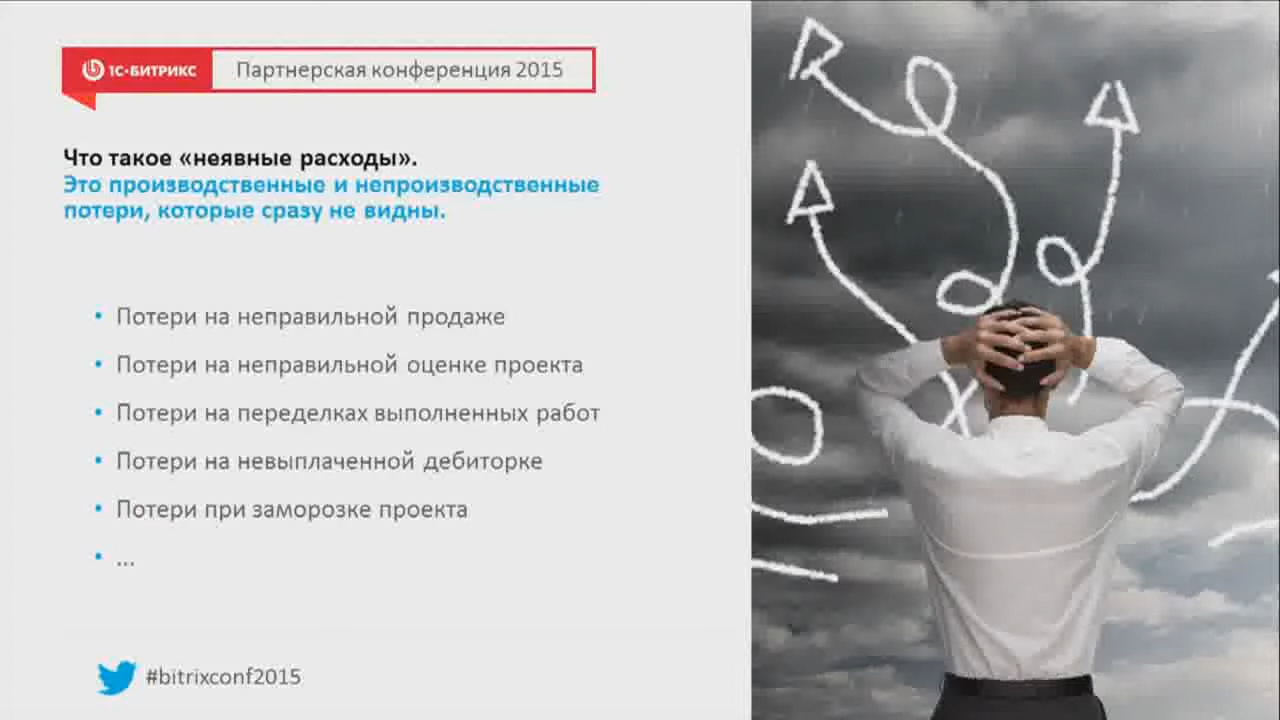 1С-БИТРИКС Партнерская конференция 2015
Что такое «неявные расходы».
Это производственные и непроизводственные
потери, которые сразу не видны.
• Потери на неправильной продаже
• Потери на неправильной оценке проекта
• Потери на переделках выполненных работ
• Потери на невыплаченной дебиторке
• Потери при заморозке проекта
• ...
#bitrixconf2015